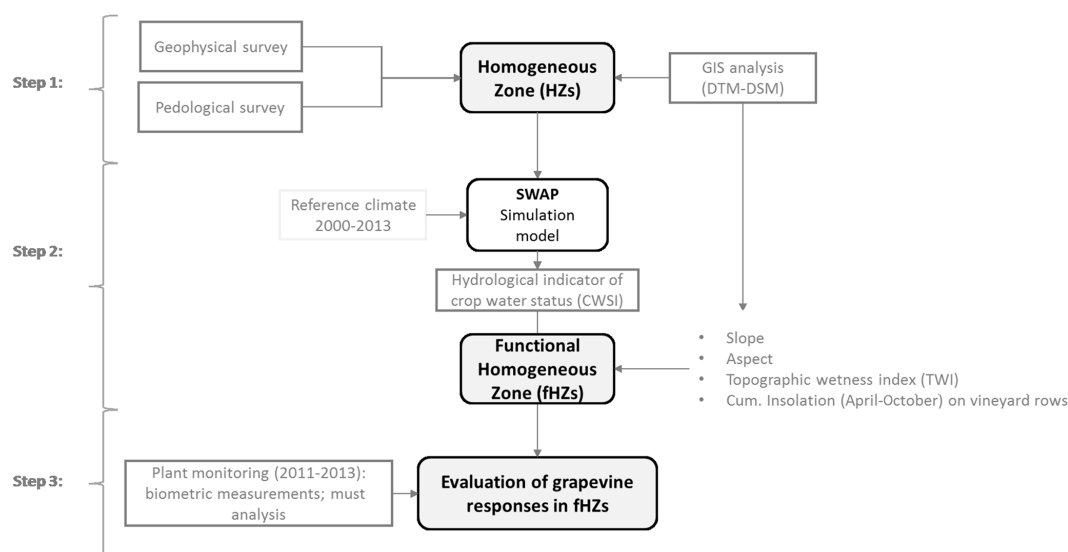 Step 1:
Geophysical survey
Pedological survey
Homogeneous
Zone (HZs)
GIS analysis
(DTM-DSM)
Step 2:
Reference climate
2000-2013
SWAP
Simulation
model
Hydrological indicator of
crop water status (CWSI)
Functional
Homogeneous
Zone (fHZs)
• Slope
• Aspect
• Topographic wetness index (TWI)
• Cum. Insolation (April-October) on vineyard rows
Step 3:
Plant monitoring (2011-2013):
biometric measurements; must
analysis
Evaluation of grapevine
responses in fHZs